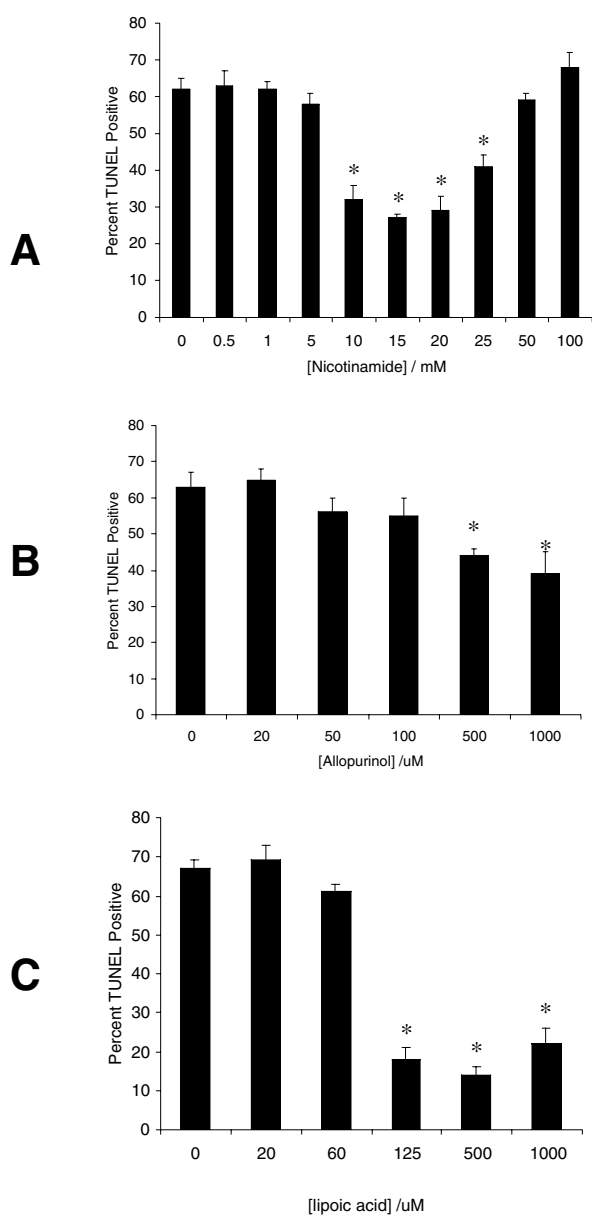 A
Percent TUNEL Positive
80
70
60
50
40
30
20
10
0
* * * *
0 0.5 1 5 10 15 20 25 50 100
[Nicotinamide] / mM
B
Percent TUNEL Positive
80
70
60
50
40
30
20
10
0
* *
0 20 50 100 500 1000
[Allopurinol] /uM
C
Percent TUNEL Positive
80
70
60
50
40
30
20
10
0
* * *
0 20 60 125 500 1000
[lipoic acid] /uM